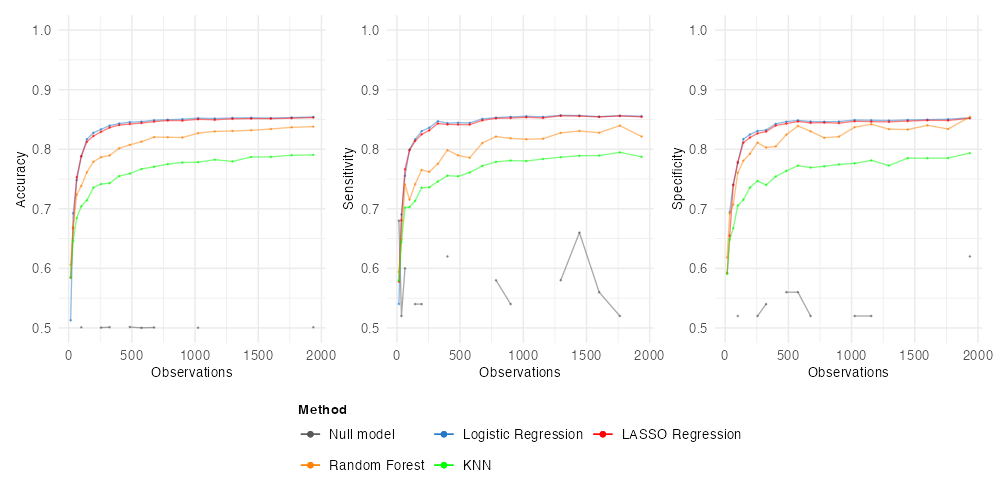 Accuracy
1.0
0.9
0.8
0.7
0.6
0.5
0 500 1000 1500 2000
Observations
Sensitivity
1.0
0.9
0.8
0.7
0.6
0.5
0 500 1000 1500 2000
Observations
Specificity
1.0
0.9
0.8
0.7
0.6
0.5
0 500 1000 1500 2000
Observations
Method
Null model Logistic Regression LASSO Regression
Random Forest KNN